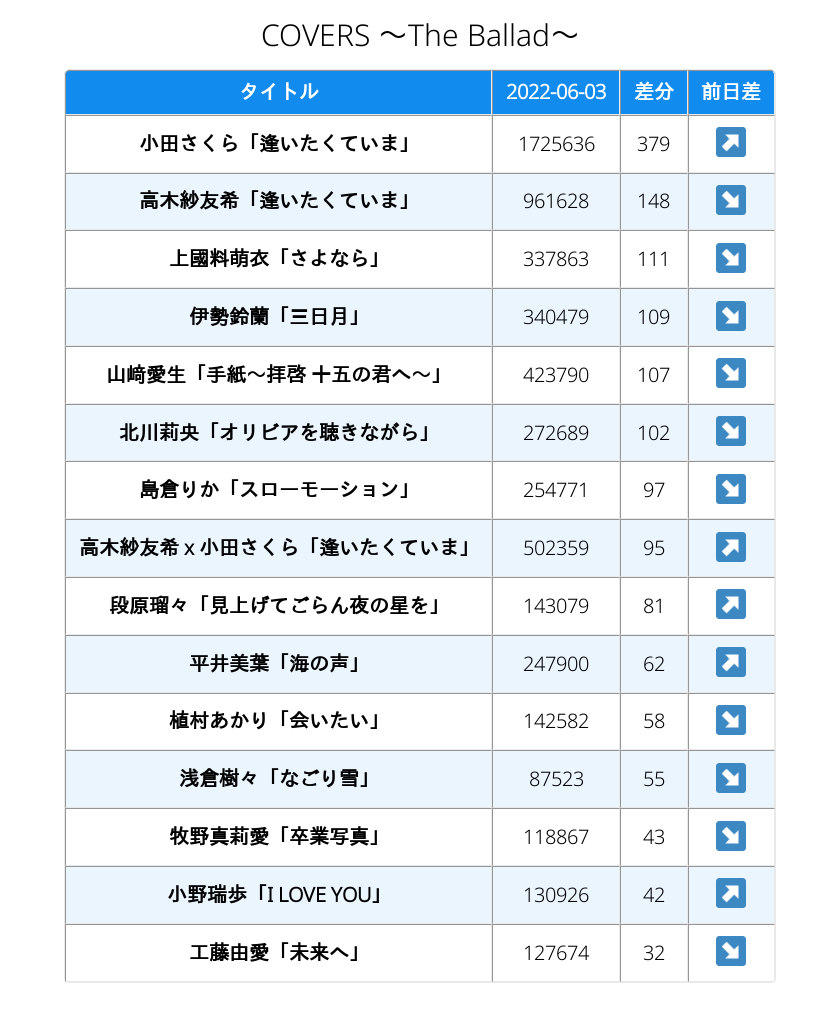 COVERS ～The Ballad～
タイトル 2022-06-03 差分 前日差
小田さくら「逢いたくていま」 1725636 379 ↗
高木紗友希「逢いたくていま」 961628 148 ↘
上國料萌衣「さよなら」 337863 111 ↘
伊勢鈴蘭「三日月」 340479 109 ↘
山﨑愛生「手紙～拝啓 十五の君へ～」 423790 107 ↘
北川莉央「オリビアを聴きながら」 272689 102 ↘
島倉りか「スローモーション」 254771 97 ↘
高木紗友希 x 小田さくら「逢いたくていま」 502359 95 ↗
段原瑠々「見上げてごらん夜の星を」 143079 81 ↗
平井美葉「海の声」 247900 62 ↗
植村あかり「会いたい」 142582 58 ↘
浅倉樹々「なごり雪」 87523 55 ↘
牧野真莉愛「卒業写真」 118867 43 ↘
小野瑞歩「I LOVE YOU」 130926 42 ↗
工藤由愛「未来へ」 127674 32 ↘